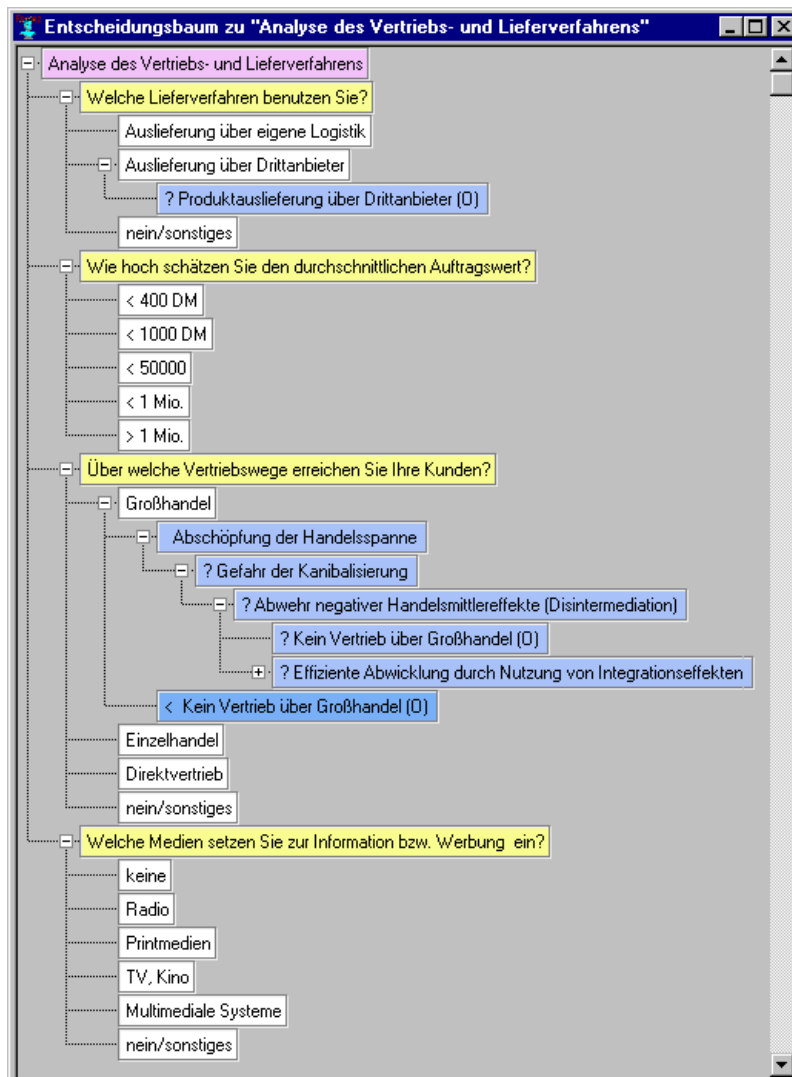 Entscheidungsbaum zu "Analyse des Vertriebs- und Lieferverfahrens"
Analyse des Vertriebs- und Lieferverfahrens
Welche Lieferverfahren benutzen Sie?
Auslieferung über eigene Logistik
Auslieferung über Drittanbieter
? Produktauslieferung über Drittanbieter (O)
nein/sonstiges
Wie hoch schätzen Sie den durchschnittlichen Auftragswert?
< 400 DM
< 1000 DM
< 50000
< 1 Mio.
> 1 Mio.
Über welche Vertriebswege erreichen Sie Ihre Kunden?
Großhandel
Abschöpfung der Handelsspanne
? Gefahr der Kanibalisierung
? Abwehr negativer Handelsmittlereffekte (Disintermediation)
? Kein Vertrieb über Großhandel (O)
? Effiziente Abwicklung durch Nutzung von Integrationseffekten
< Kein Vertrieb über Großhandel (O)
Einzelhandel
Direktvertrieb
nein/sonstiges
Welche Medien setzen Sie zur Information bzw. Werbung ein?
keine
Radio
Printmedien
TV, Kino
Multimediale Systeme
nein/sonstiges